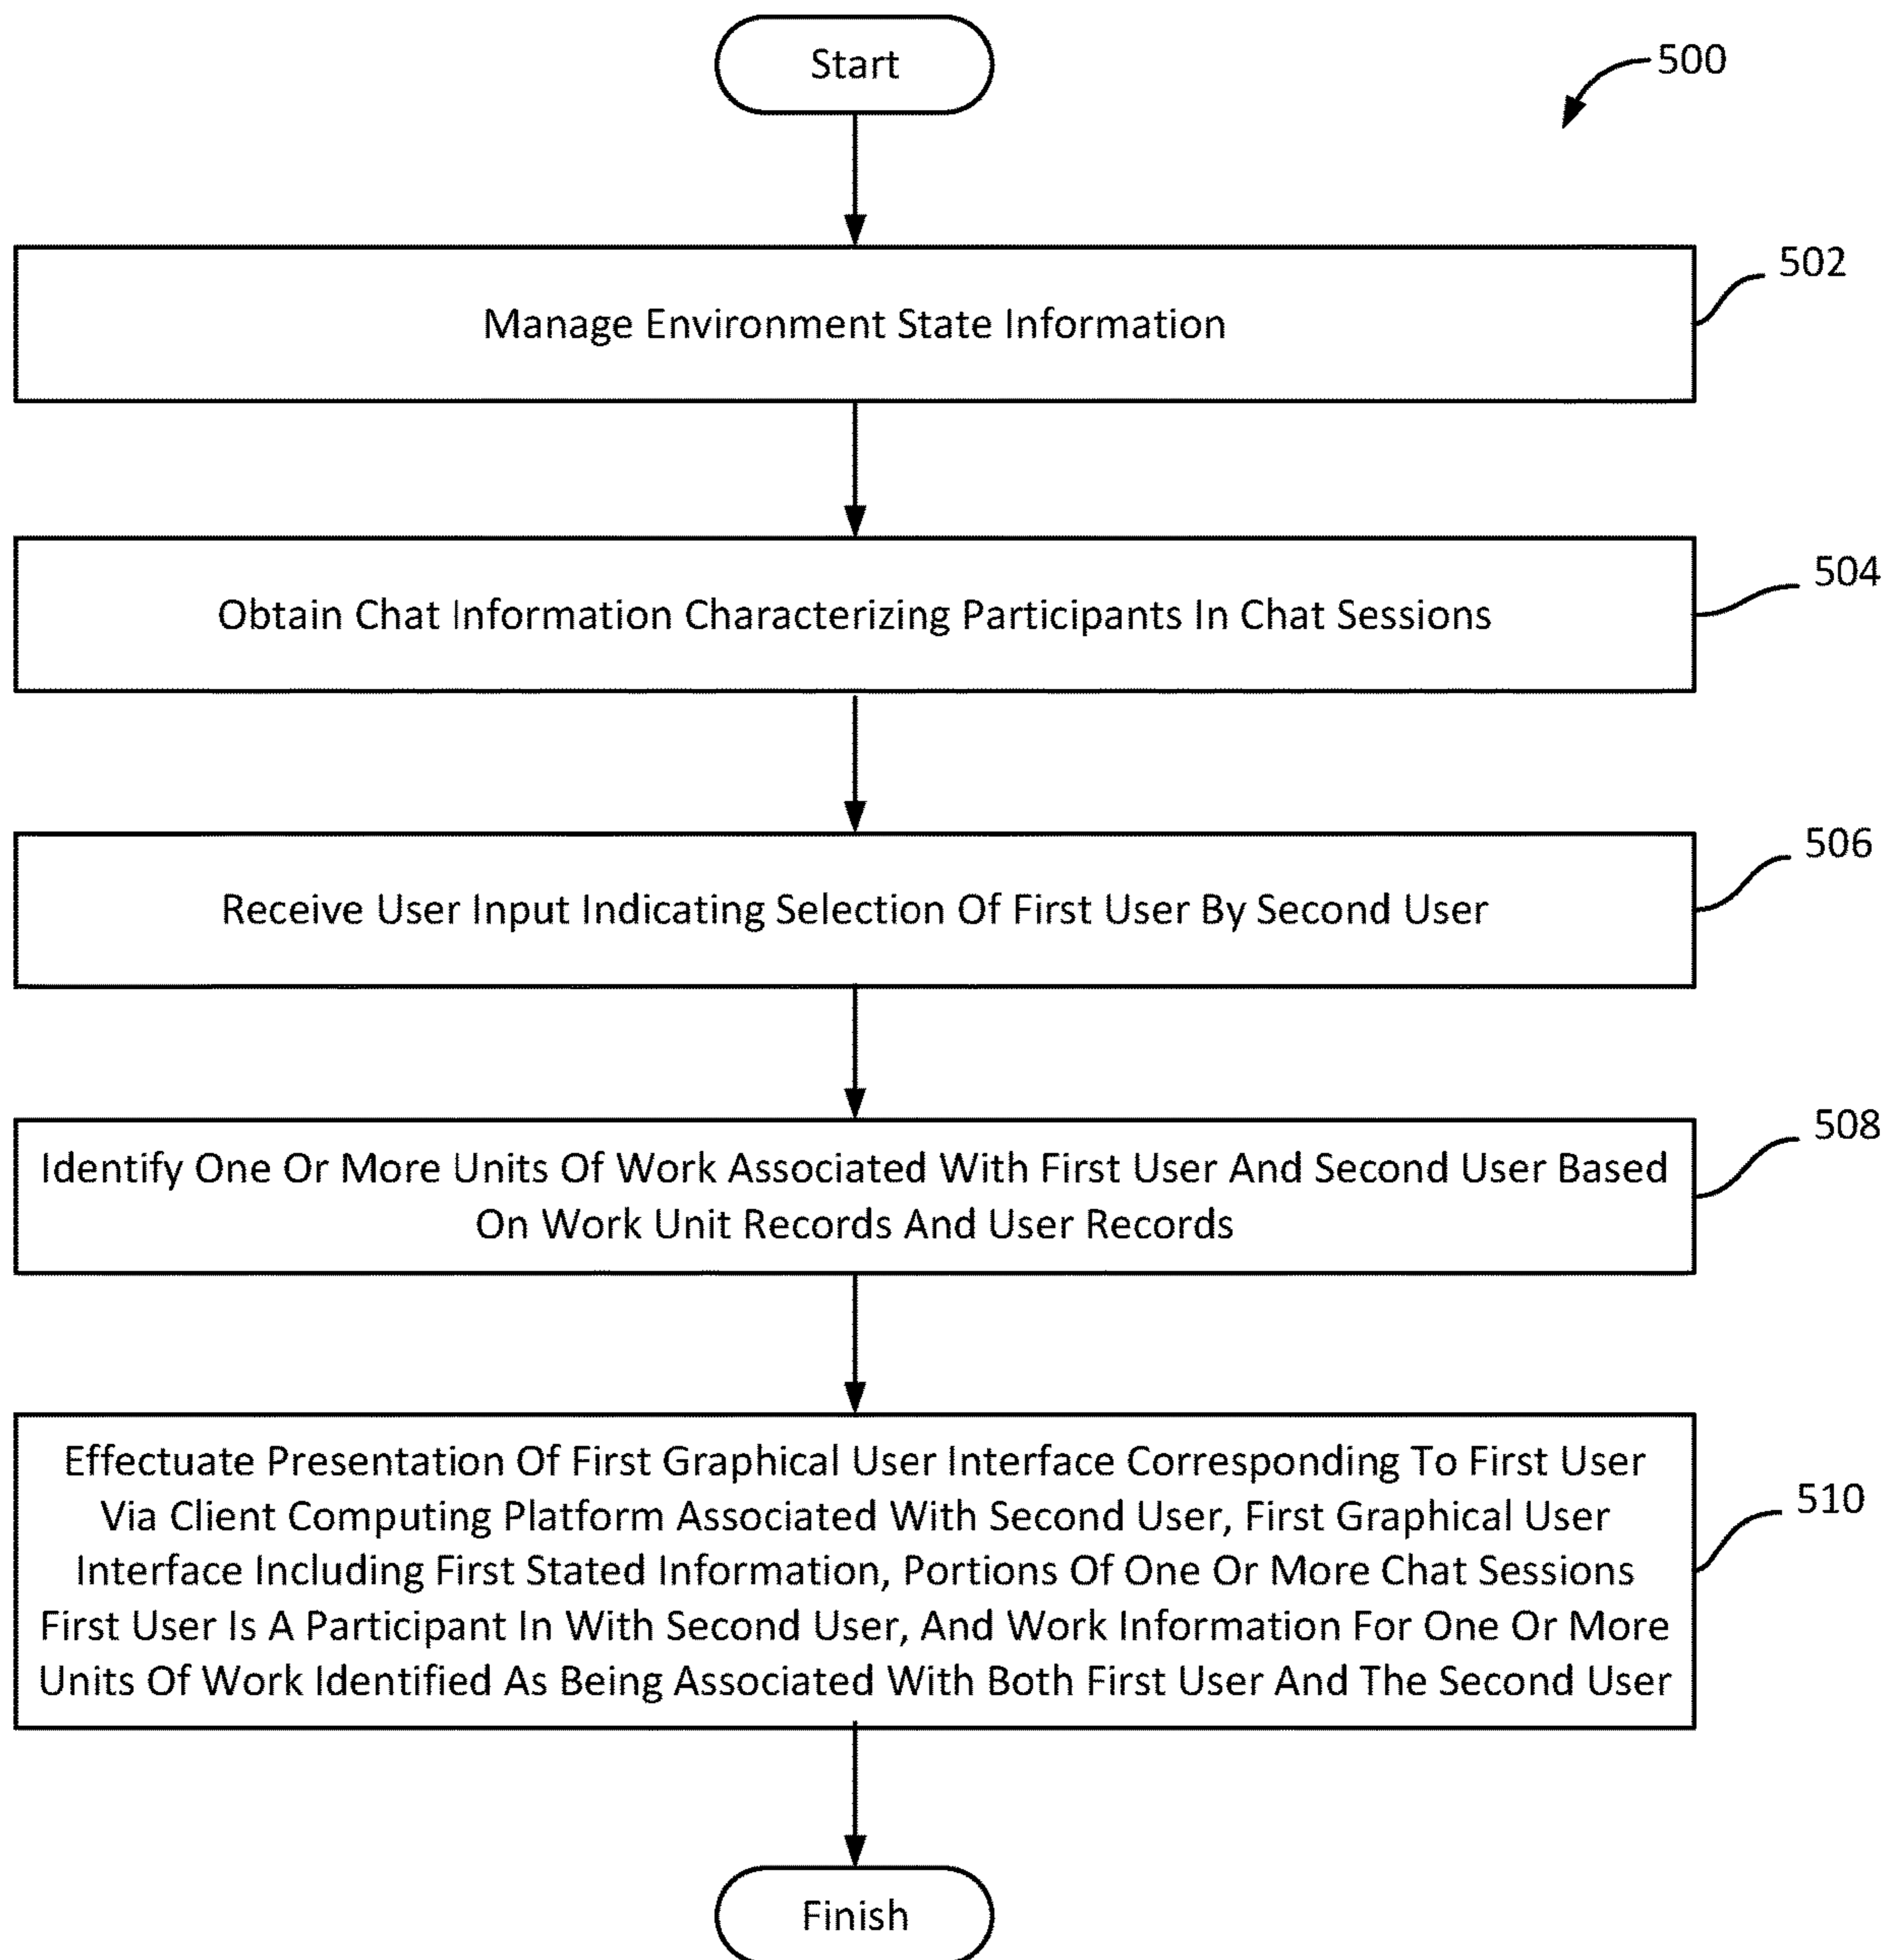 Start
500
502
Manage Environment State Information
504
Obtain Chat Information Characterizing Participants In Chat Sessions
506
Receive User Input Indicating Selection Of First User By Second User
508
Identify One Or More Units Of Work Associated With First User And Second User Based
On Work Unit Records And User Records
Effectuate Presentation Of First Graphical User Interface Corresponding To First User
Via Client Computing Platform Associated With Second User, First Graphical User
510
Interface Including First Stated Information, Portions Of One Or More Chat Sessions
First User Is A Participant In With Second User, And Work Information For One Or More
Units Of Work Identified As Being Associated With Both First User And The Second User
Finish